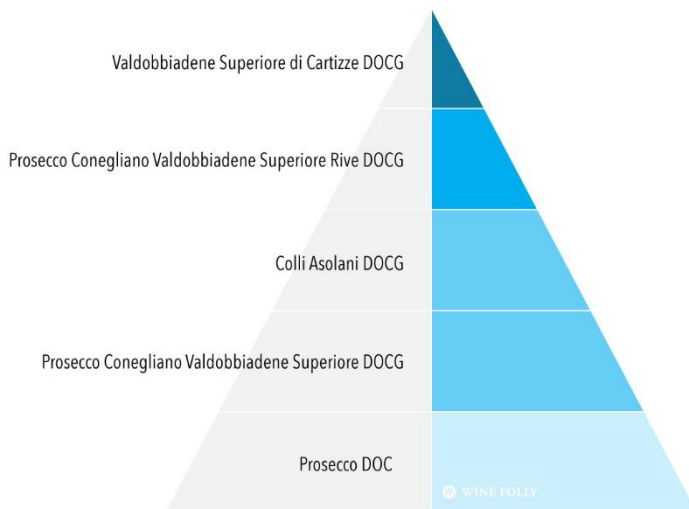 Valdobbiadene Superiore di Cartizze DOCG
Prosecco Conegliano Valdobbiadene Superiore Rive DOCG
Colli Asolani DOCG
Prosecco Conegliano Valdobbiadene Superiore DOCG
Prosecco DOC
WINE FOLLY